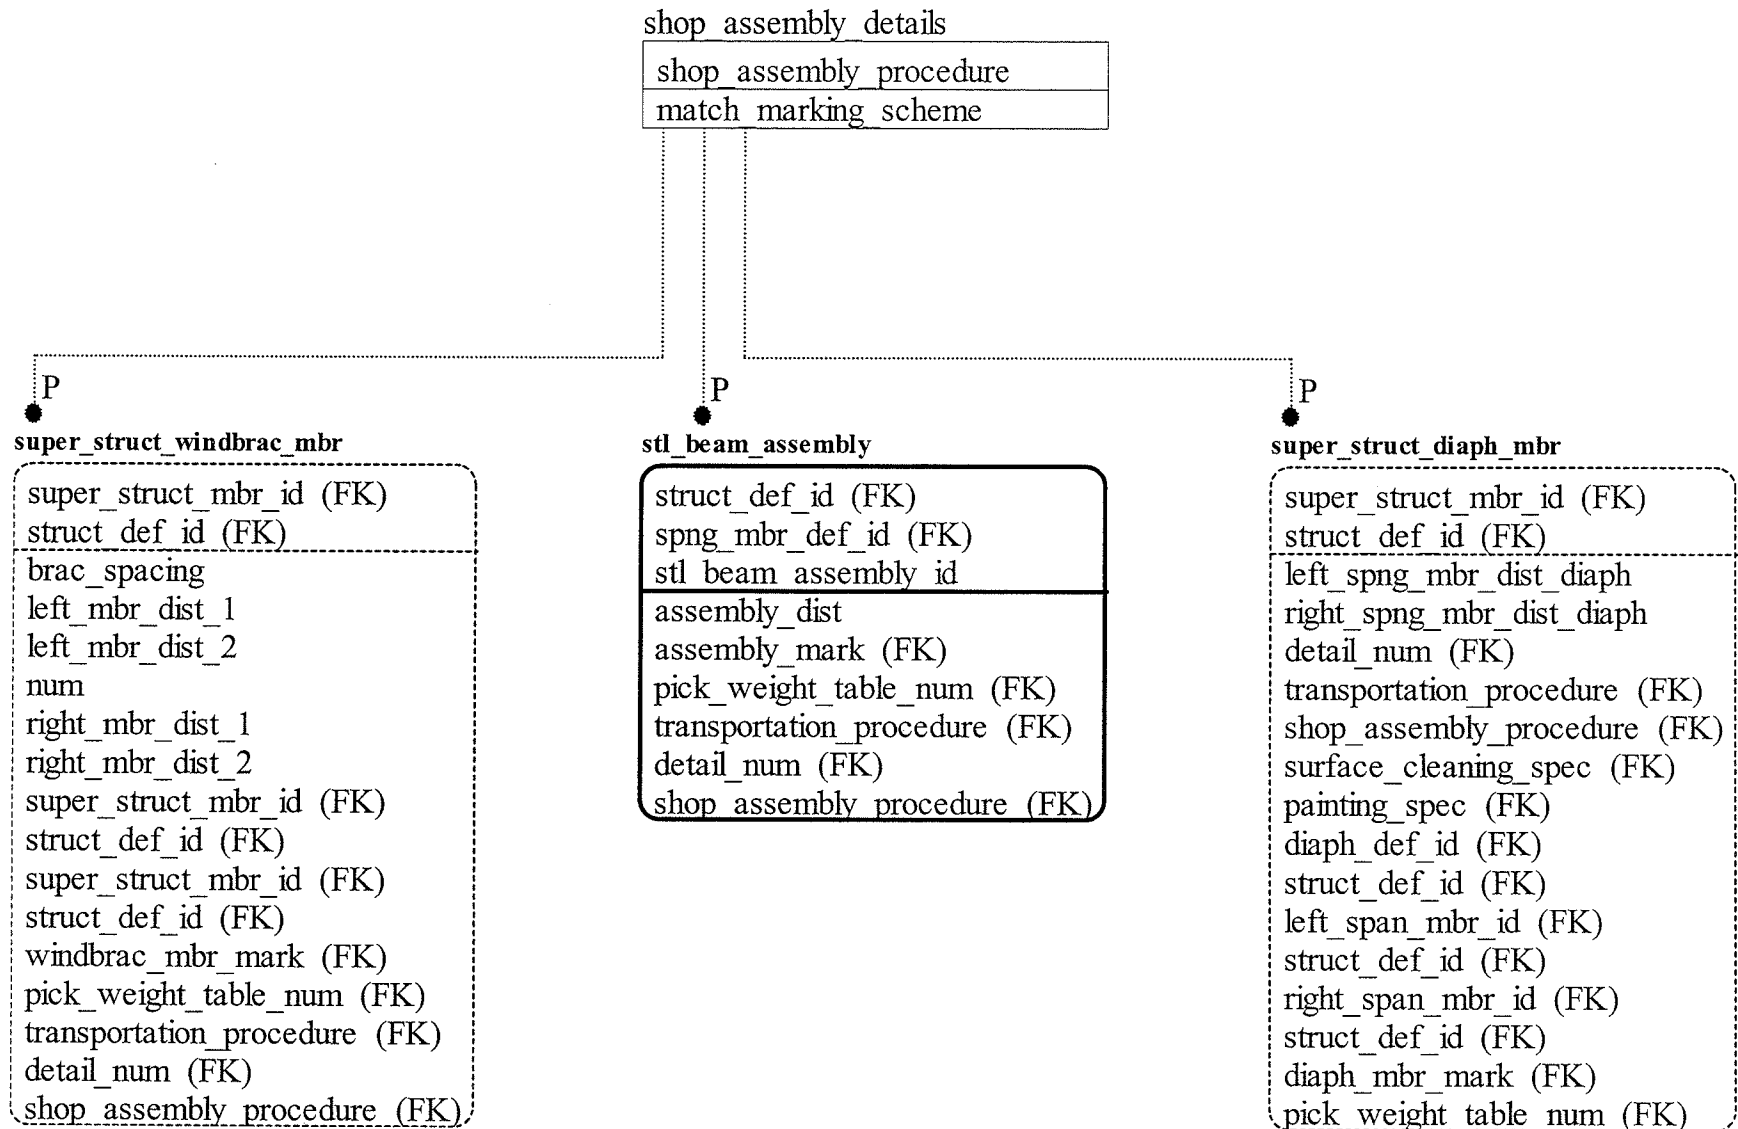 shop_assembly_details
shop_assembly_procedure
match_marking_scheme
P
super_struct_windbrac_mbr
super_struct_mbr_id (FK)
struct_def_id (FK)
brac_spacing
left_mbr_dist_1
left_mbr_dist_2
num
right_mbr_dist_1
right_mbr_dist_2
super_struct_mbr_id (FK)
struct_def_id (FK)
super_struct_mbr_id (FK)
struct_def_id (FK)
windbrac_mbr_mark (FK)
pick_weight_table_num (FK)
transportation_procedure (FK)
detail_num (FK)
shop_assembly_procedure (FK)
P
stl_beam_assembly
struct_def_id (FK)
spng_mbr_def_id (FK)
stl_beam_assembly_id
assembly_dist
assembly_mark (FK)
pick_weight_table_num (FK)
transportation_procedure (FK)
detail_num (FK)
shop_assembly_procedure (FK)
P
super_struct_diaph_mbr
super_struct_mbr_id (FK)
struct_def_id (FK)
left_spng_mbr_dist_diaph
right_spng_mbr_dist_diaph
detail_num (FK)
transportation_procedure (FK)
shop_assembly_procedure (FK)
surface_cleaning_spec (FK)
painting_spec (FK)
diaph_def_id (FK)
struct_def_id (FK)
left_span_mbr_id (FK)
struct_def_id (FK)
right_span_mbr_id (FK)
struct_def_id (FK)
diaph_mbr_mark (FK)
pick_weight_table_num (FK)